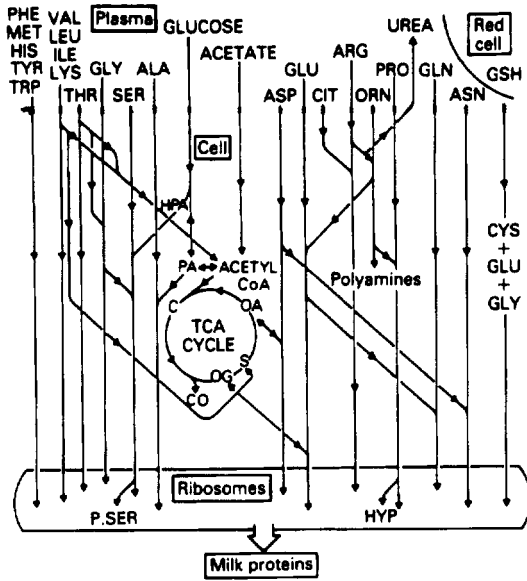 PHE
MET
HIS
TYR
TRP
VAL
LEU
ILE
LYS
Plasma
GLUCOSE
ACETATE
UREA
Red
cell
THR
GLY
SER
ALA
GLU
ARG
PRO
GLN
GSH
ASP
CIT
ORN
ASN
Cell
HPA
PA
ACETYL
CoA
Polyamines
CYS
+
GLU
+
GLY
C
OA
TCA
CYCLE
S
OG
CO
Ribosomes
P.SER
HYP
Milk proteins